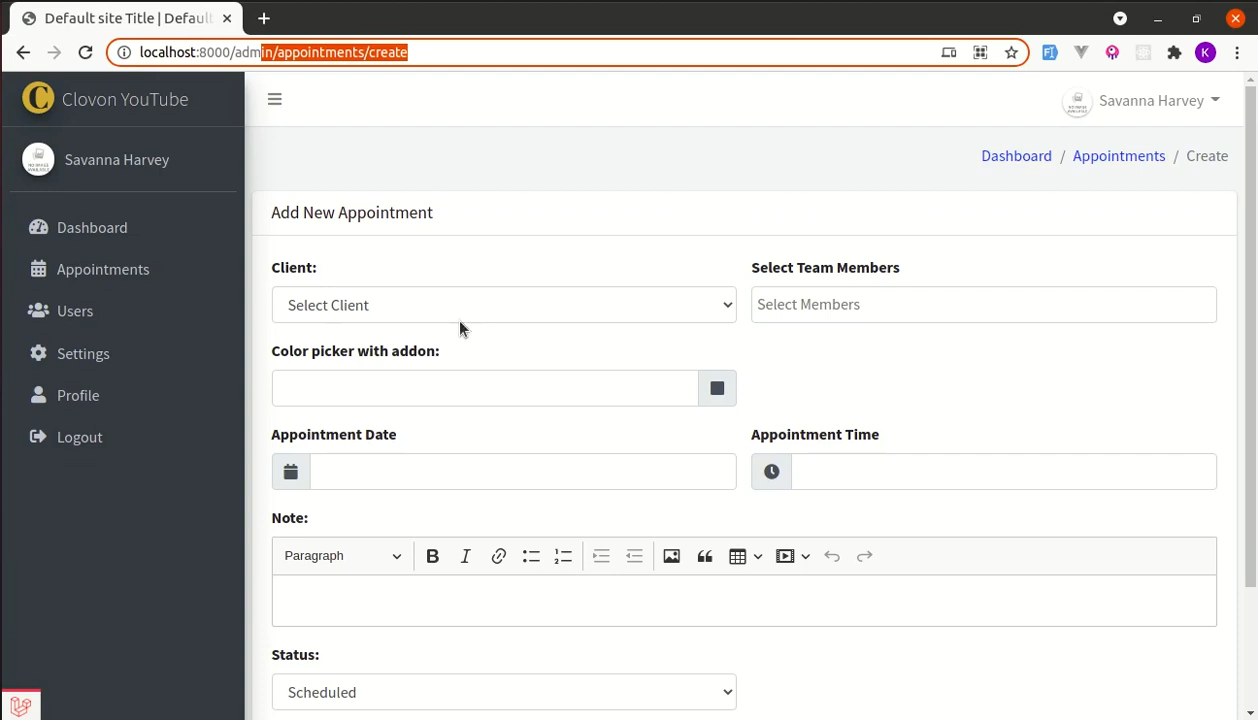 Default site Title | Default
localhost:8000/admin/appointments/create
K
C Clovon YouTube
Savanna Harvey
Savanna Harvey
Dashboard
Appointments
Users
Settings
Profile
Logout
Dashboard / Appointments / Create
Add New Appointment
Client:
Select Team Members
Select Client
Select Members
Color picker with addon:
Appointment Date
Appointment Time
Note:
Paragraph
Status:
Scheduled